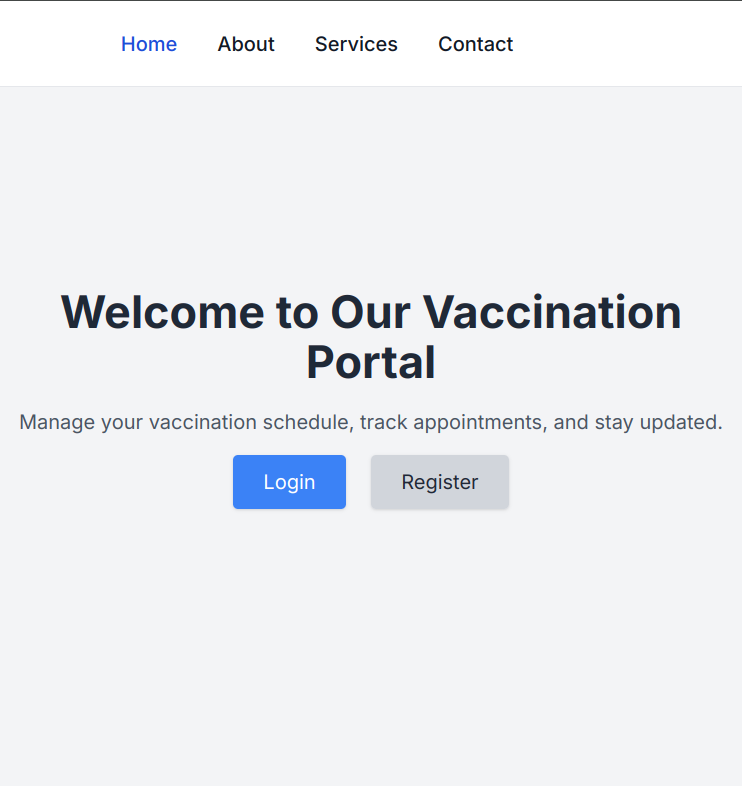 Home About Services Contact
Welcome to Our Vaccination
Portal
Manage your vaccination schedule, track appointments, and stay updated.
Login Register